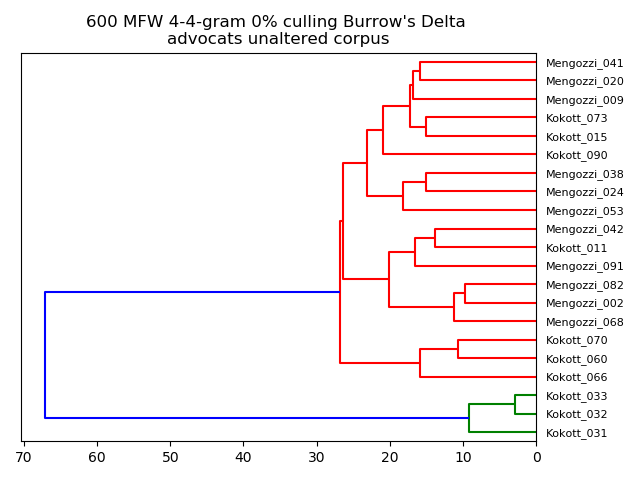 600 MFW 4-4-gram 0% culling Burrow's Delta
advocats unaltered corpus
Mengozzi_041
Mengozzi_020
Mengozzi_009
Kokott_073
Kokott_015
Kokott_090
Mengozzi_038
Mengozzi_024
Mengozzi_053
Mengozzi_042
Kokott_011
Mengozzi_091
Mengozzi_082
Mengozzi_002
Mengozzi_068
Kokott_070
Kokott_060
Kokott_066
Kokott_033
Kokott_032
Kokott_031
70 60 50 40 30 20 10 0